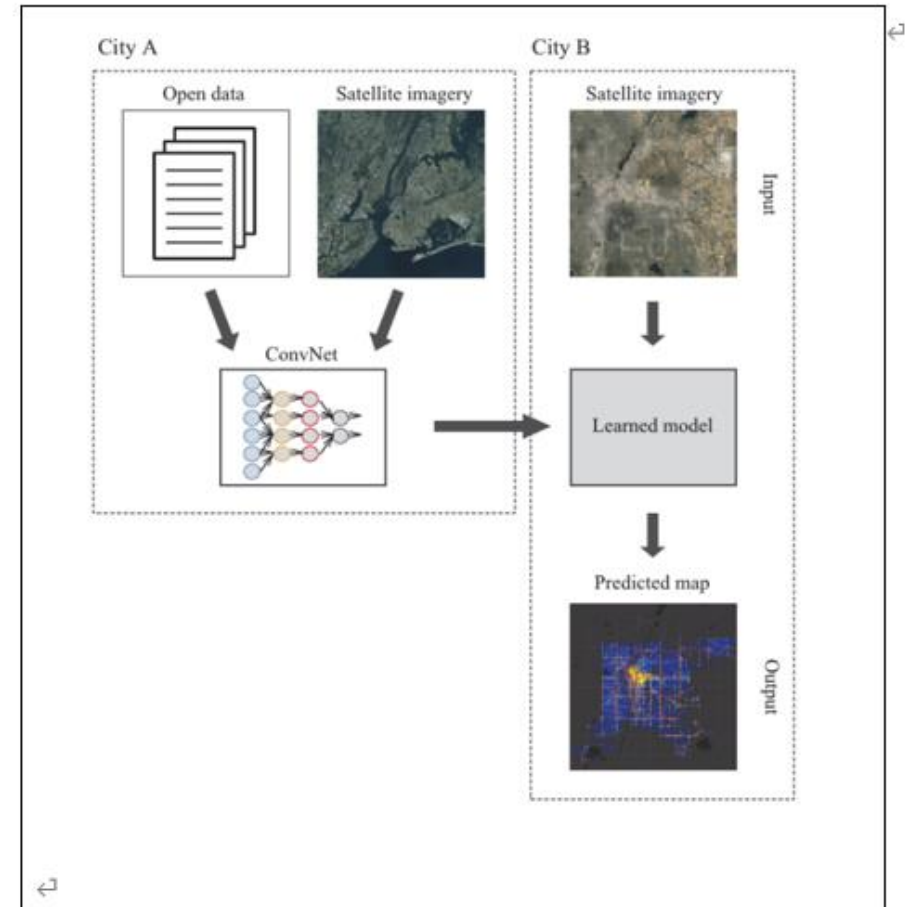 City A
City B
Open data
Satellite imagery
Satellite imagery
Input
ConvNet
Learned model
Predicted map
Output